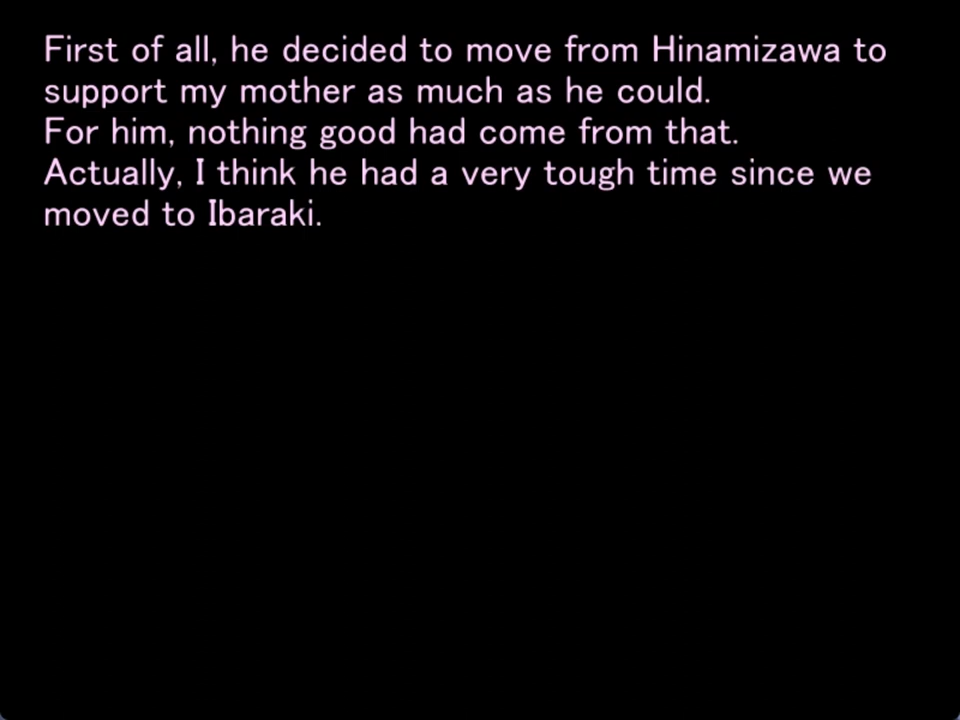 First of all, he decided to move from Hinamizawa to
support my mother as much as he could.
For him, nothing good had come from that.
Actually, I think he had a very tough time since we
moved to Ibaraki.